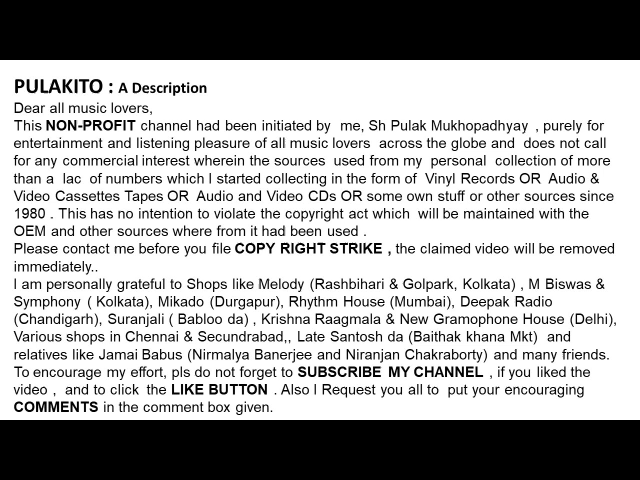 PULAKITO : A Description
Dear all music lovers,
This NON-PROFIT channel had been initiated by me, Sh Pulak Mukhopadhyay , purely for
entertainment and listening pleasure of all music lovers across the globe and does not call
for any commercial interest wherein the sources used from my personal collection of more
than a lac of numbers which I started collecting in the form of Vinyl Records OR Audio &
Video Cassettes Tapes OR Audio and Video CDs OR some own stuff or other sources since
1980 . This has no intention to violate the copyright act which will be maintained with the
OEM and other sources where from it had been used .
Please contact me before you file COPY RIGHT STRIKE , the claimed video will be removed
immediately..
I am personally grateful to Shops like Melody (Rashbihari & Golpark, Kolkata) , M Biswas &
Symphony ( Kolkata), Mikado (Durgapur), Rhythm House (Mumbai), Deepak Radio
(Chandigarh), Suranjali ( Babloo da) , Krishna Raagmala & New Gramophone House (Delhi),
Various shops in Chennai & Secundrabad,, Late Santosh da (Baithak khana Mkt) and
relatives like Jamai Babus (Nirmalya Banerjee and Niranjan Chakraborty) and many friends.
To encourage my effort, pls do not forget to SUBSCRIBE MY CHANNEL , if you liked the
video , and to click the LIKE BUTTON . Also I Request you all to put your encouraging
COMMENTS in the comment box given.